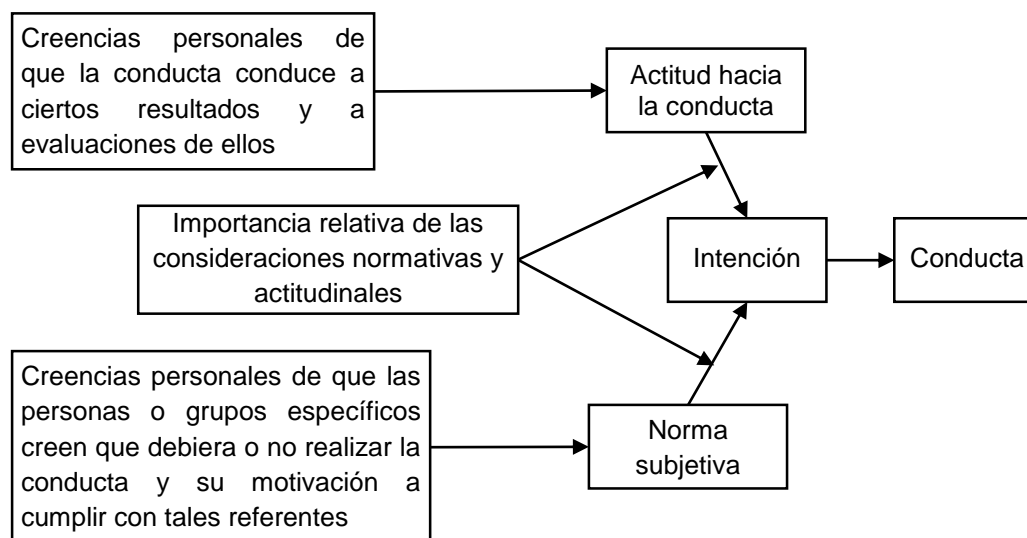 Creencias personales de
que la conducta conduce a
ciertos resultados y a
evaluaciones de ellos
Actitud hacia
la conducta
Importancia relativa de las
consideraciones normativas y
actitudinales
Intención
Conducta
Creencias personales de que las
personas o grupos específicos
creen que debiera o no realizar la
conducta y su motivación a
cumplir con tales referentes
Norma
subjetiva